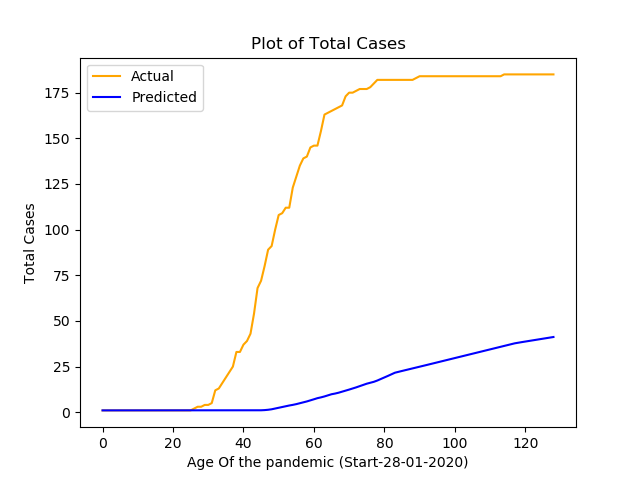 Plot of Total Cases
Actual
Predicted
Total Cases
175
150
125
100
75
50
25
0
0 20 40 60 80 100 120
Age Of the pandemic (Start-28-01-2020)